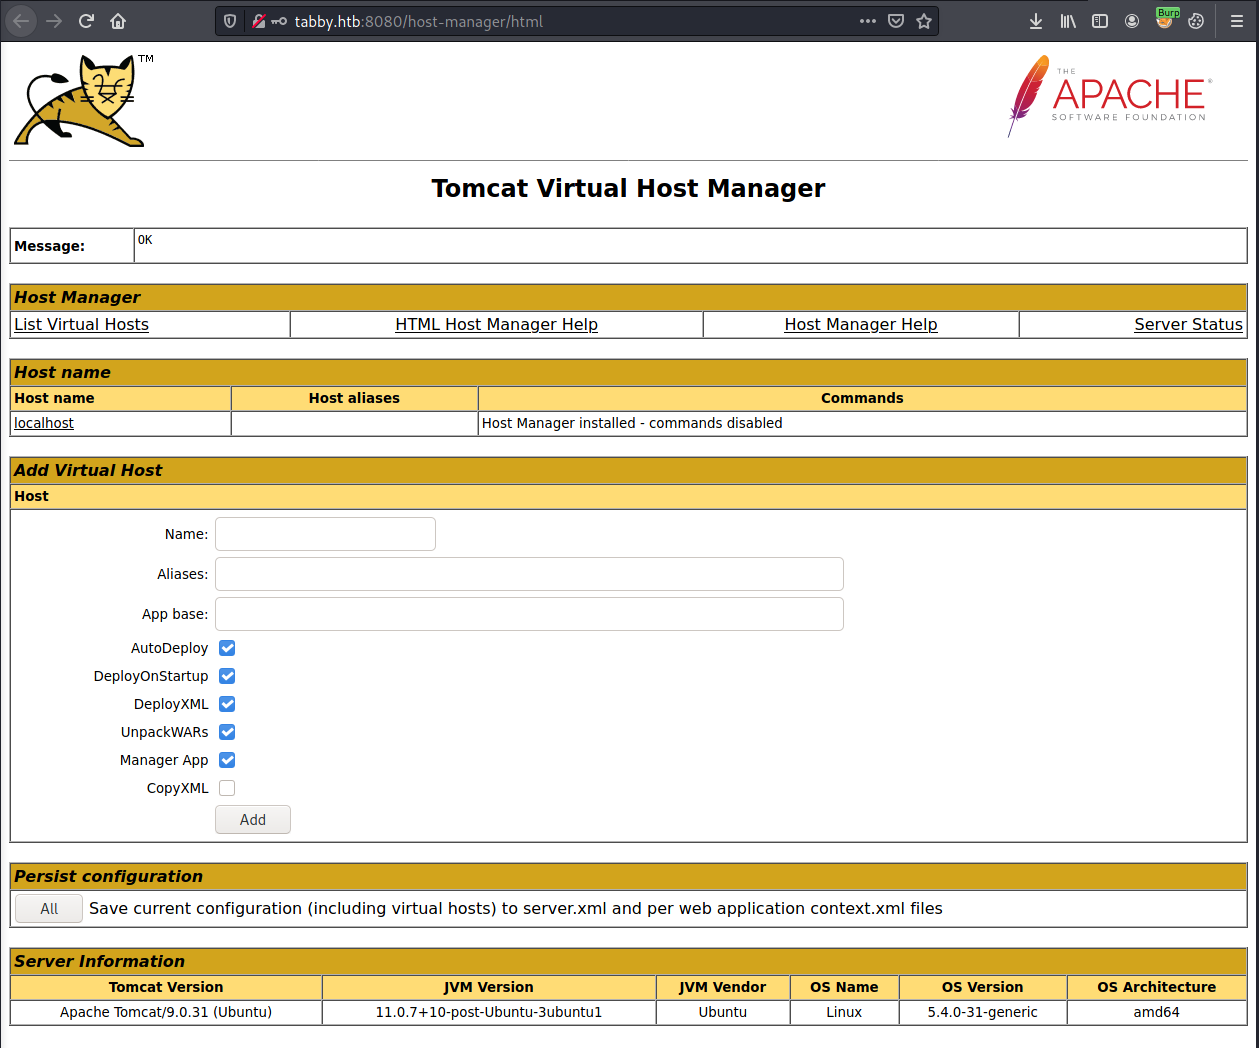 tabby.htb:8080/host-manager/html
Burp
TM
THE
APACHE®
SOFTWARE FOUNDATION
Tomcat Virtual Host Manager
Message: OK
Host Manager
List Virtual Hosts HTML Host Manager Help Host Manager Help Server Status
Host name
Host name Host aliases Commands
localhost Host Manager installed - commands disabled
Add Virtual Host
Host
Name:
Aliases:
App base:
AutoDeploy
DeployOnStartup
DeployXML
UnpackWARs
Manager App
CopyXML
Add
Persist configuration
All Save current configuration (including virtual hosts) to server.xml and per web application context.xml files
Server Information
Tomcat Version JVM Version JVM Vendor OS Name OS Version OS Architecture
Apache Tomcat/9.0.31 (Ubuntu) 11.0.7+10-post-Ubuntu-3ubuntu1 Ubuntu Linux 5.4.0-31-generic amd64